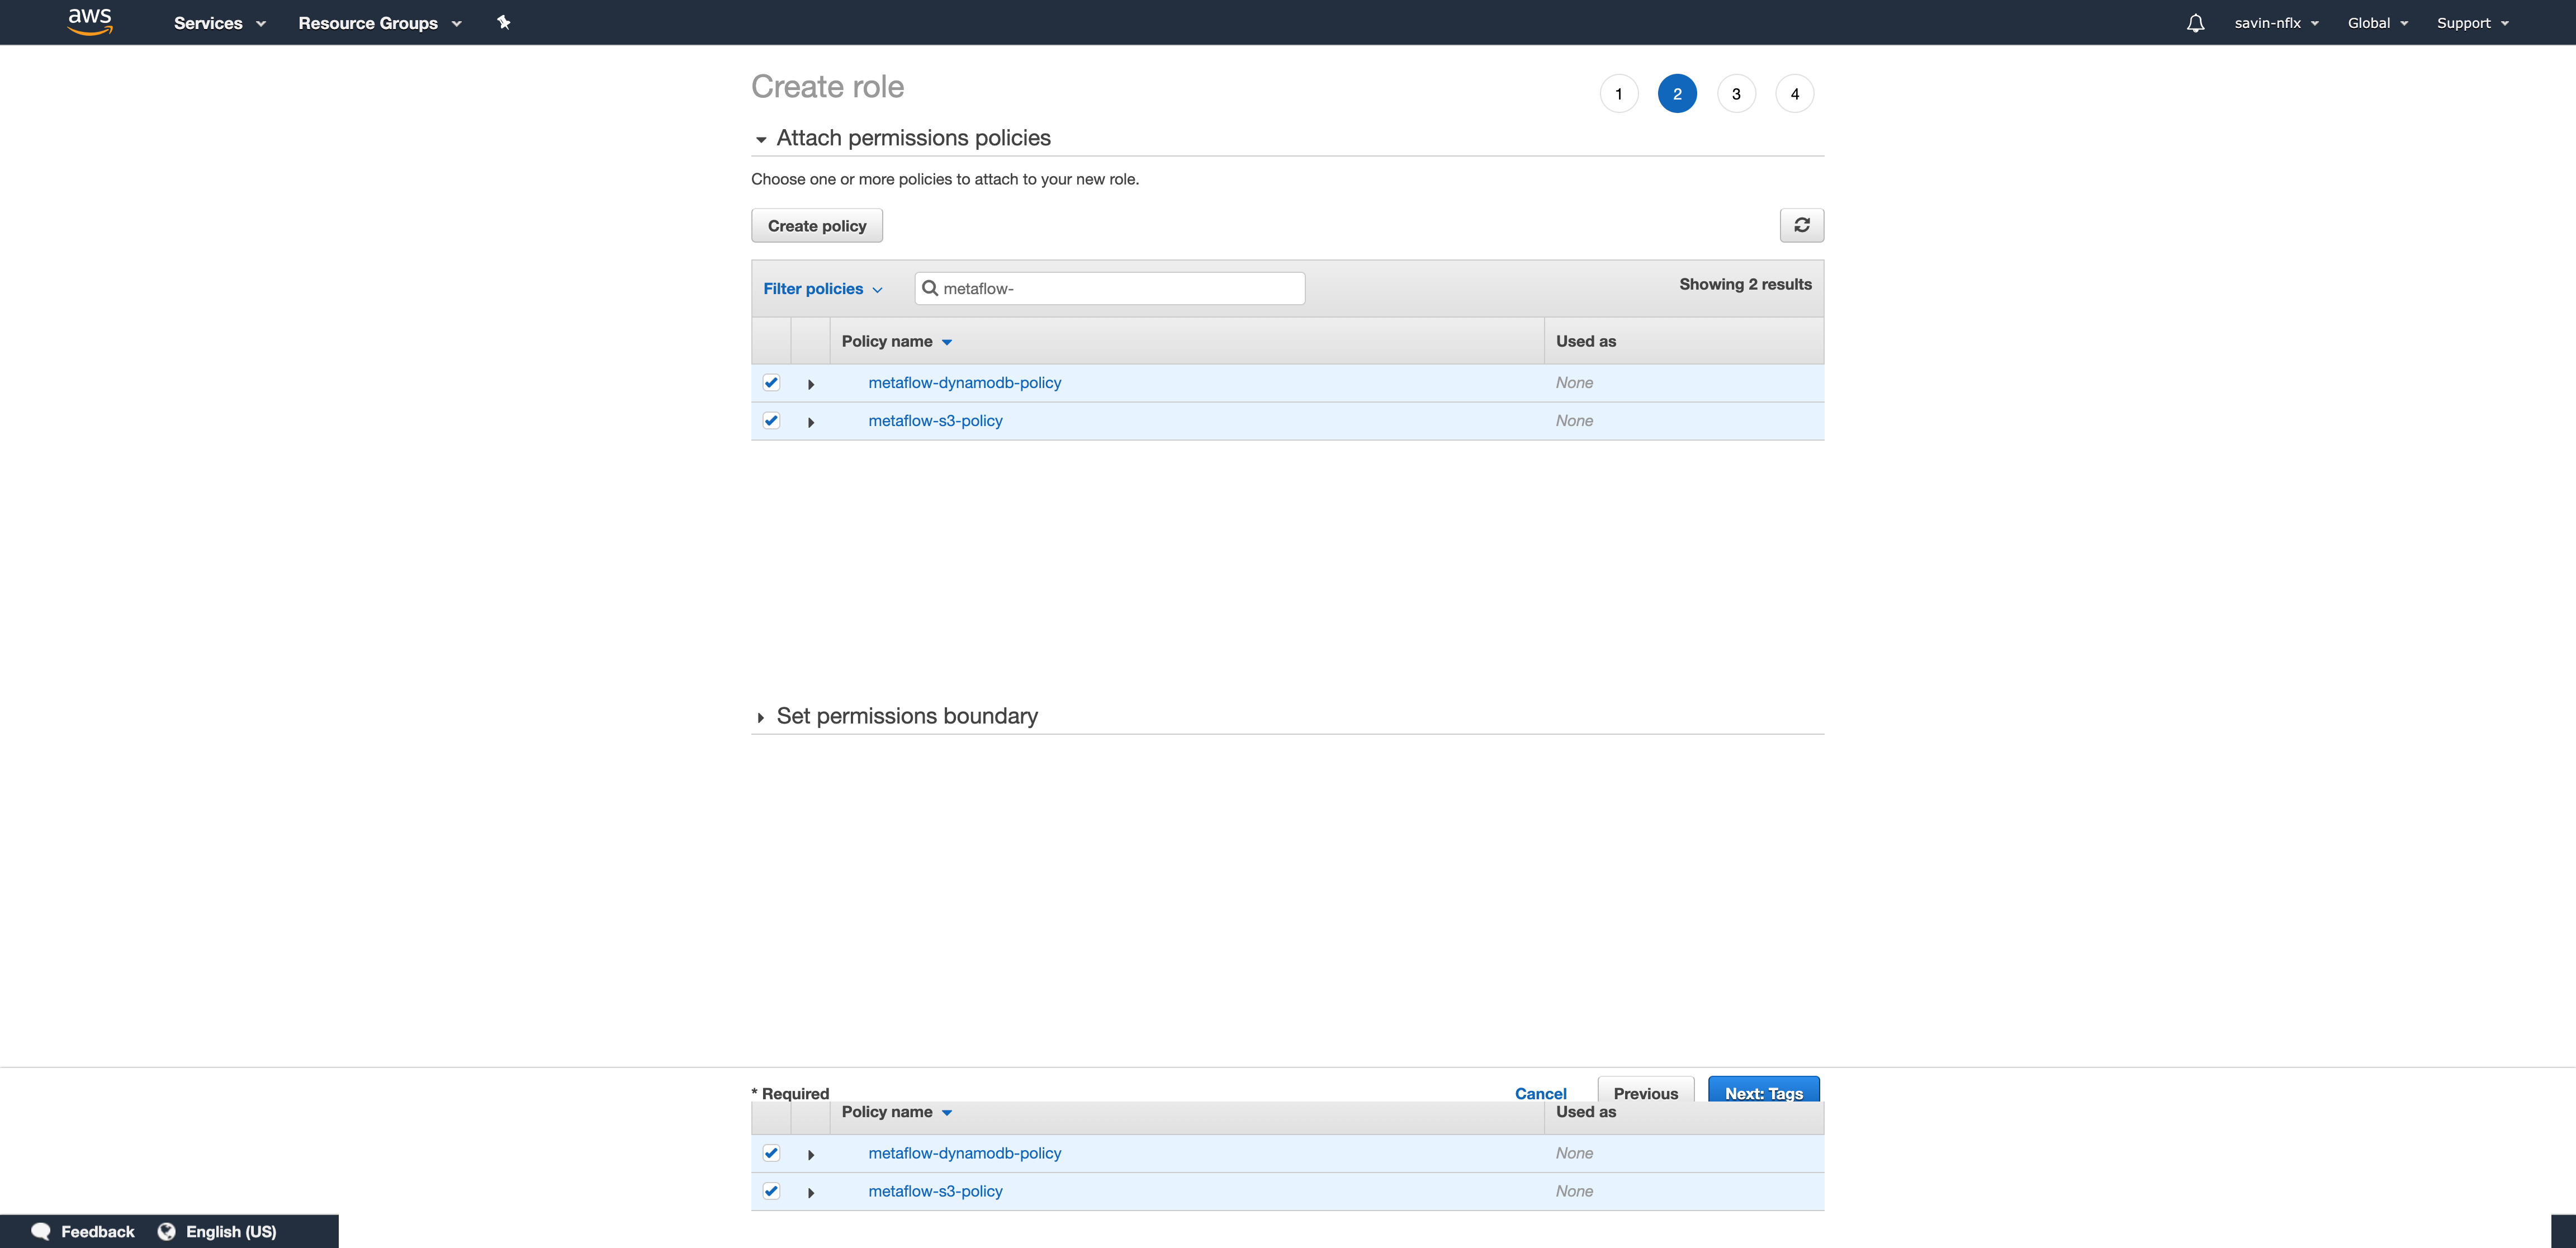 aws Services Resource Groups savin-nflx Global Support
Create role 1 2 3 4
Attach permissions policies
Choose one or more policies to attach to your new role.
Create policy
Filter policies metaflow- Showing 2 results
Policy name Used as
metaflow-dynamodb-policy None
metaflow-s3-policy None
Set permissions boundary
* Required Cancel Previous Next: Tags
Policy name Used as
metaflow-dynamodb-policy None
metaflow-s3-policy None
Feedback English (US)